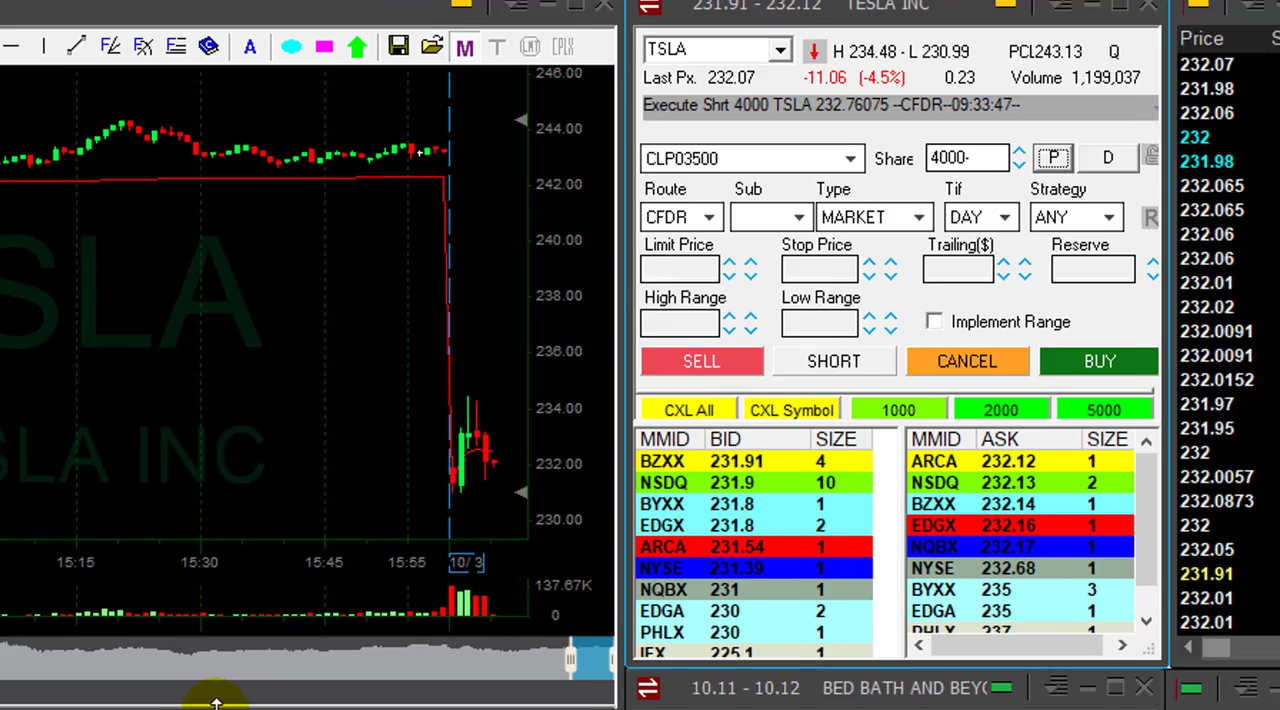 231.91 - 232.12 TESLA INC
A M T LMT CPLX
TSLA H 234.48 - L 230.99 PCL243.13 Q
Last Px. 232.07 -11.06 (-4.5%) 0.23 Volume 1,199,037
Execute Shrt 4000 TSLA 232.76075 --CFDR--09:33:47--
CLP03500 Share 4000- P D
Route Sub Type Tif Strategy
CFDR MARKET DAY ANY R
Limit Price Stop Price Trailing($) Reserve
High Range Low Range
Implement Range
SELL SHORT CANCEL BUY
CXL All CXL Symbol 1000 2000 5000
MMID BID SIZE MMID ASK SIZE
BZXX 231.91 4 ARCA 232.12 1
NSDQ 231.9 10 NSDQ 232.13 2
BYXX 231.8 1 BZXX 232.14 1
EDGX 231.8 2 EDGX 232.16 1
ARCA 231.54 1 NQBX 232.17 1
NYSE 231.39 1 NYSE 232.68 1
NQBX 231 1 BYXX 235 3
EDGA 230 2 EDGA 235 1
PHLX 230 1 PHLX 237 1
IEX 225.1 1
10.11 - 10.12 BED BATH AND BEY
246.00
244.00
242.00
240.00
238.00
236.00
234.00
232.00
230.00
SLA
SLA INC
15:15 15:30 15:45 15:55 10/ 3
137.67K
0
Price S
232.07
231.98
232.06
232
231.98
232.065
232.065
232.06
232.06
232.01
232.02
232.0091
232.0091
232.0152
231.97
231.95
232
232.0057
232.0873
232
232.05
231.91
232.01
232.01